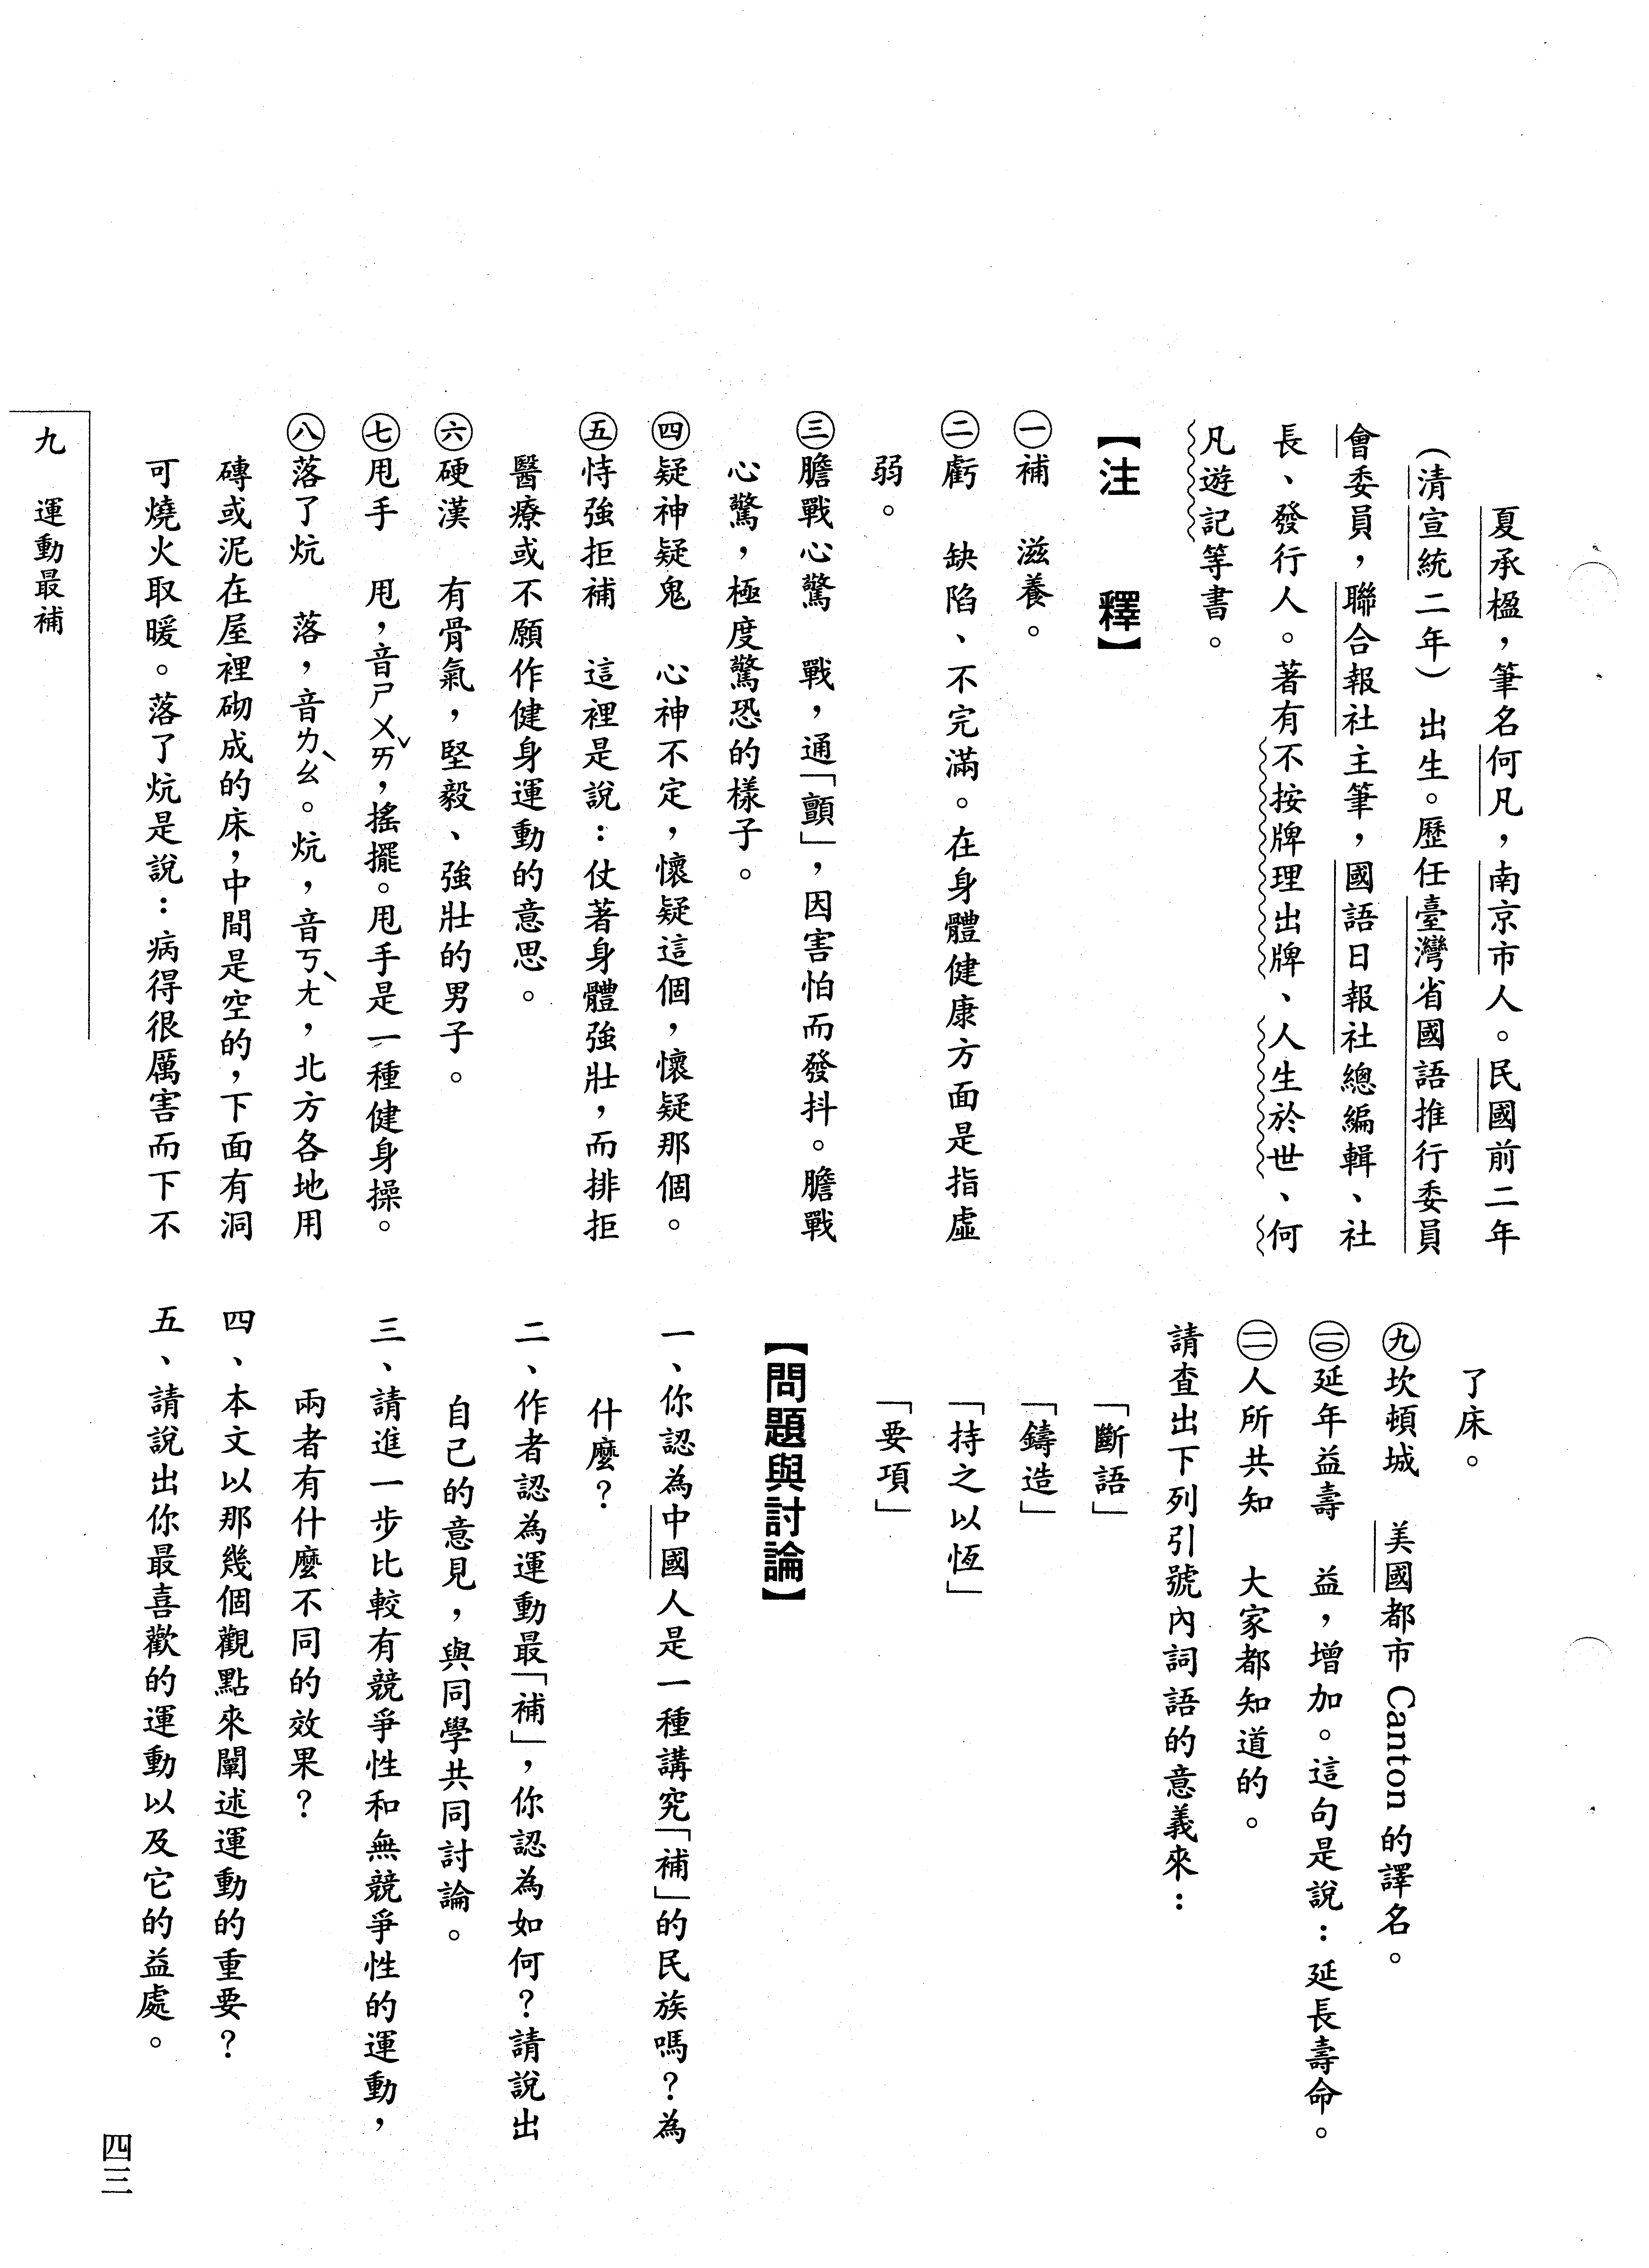 夏承楹，筆名何凡，南京市人。民國前二年
（清宣統二年）出生。歷任臺灣省國語推行委員
會委員，聯合報社主筆，國語日報社總編輯、社
長、發行人。著有不按牌理出牌、人生於世、何
凡遊記等書。
【注　釋】
㊀補　滋養。
㊁虧　缺陷、不完滿。在身體健康方面是指虛
弱。
㊂膽戰心驚　戰，通「顫」，因害怕而發抖。膽戰
心驚，極度驚恐的樣子。
㊃疑神疑鬼　心神不定，懷疑這個，懷疑那個。
㊄恃強拒補　這裡是說：仗著身體強壯，而排拒
醫療或不願作健身運動的意思。
㊅硬漢　有骨氣，堅毅、強壯的男子。
㊆甩手　甩，音ㄕㄨㄞˇ，搖擺。甩手是一種健身操。
㊇落了炕　落，音ㄌㄠˋ。炕，音ㄎㄤˋ，北方各地用
磚或泥在屋裡砌成的床，中間是空的，下面有洞
可燒火取暖。落了炕是說：病得很厲害而下不
了床。
㊈坎頓城　美國都市 Canton 的譯名。
㊀〇延年益壽　益，增加。這句是說：延長壽命。
㊀一人所共知　大家都知道的。
請查出下列引號內詞語的意義來：
「斷語」
「鑄造」
「持之以恆」
「要項」
【問題與討論】
一、你認為中國人是一種講究「補」的民族嗎？為
什麼？
二、作者認為運動最「補」，你認為如何？請說出
自己的意見，與同學共同討論。
三、請進一步比較有競爭性和無競爭性的運動，
兩者有什麼不同的效果？
四、本文以那幾個觀點來闡述運動的重要？
五、請說出你最喜歡的運動以及它的益處。
九　運動最補
四三